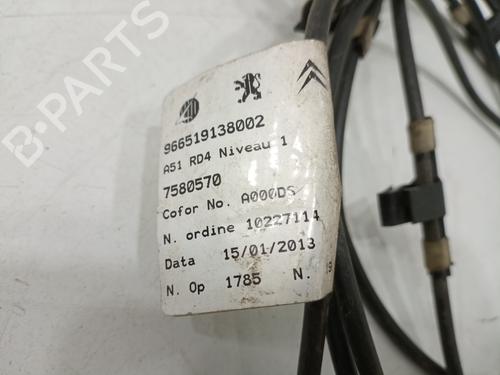 966519138002
A51 RD4 Niveau 1
7580570
Cofor No. A000DS
N. ordine 10227114
Data 15/01/2013
N. Op 1785 N.
B-PARTS